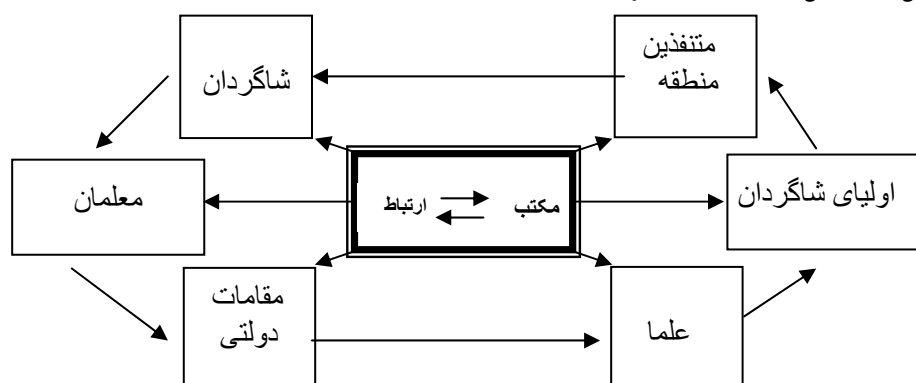 متنفذین
منطقه
شاگردان
اولیای شاگردان
مکتب
ارتباط
معلمان
علما
مقامات
دولتی